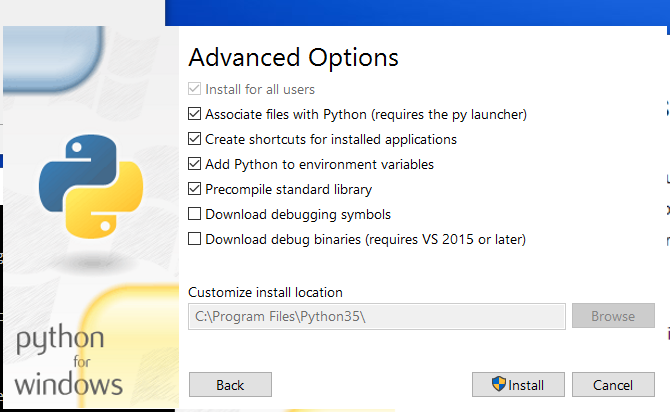 Advanced Options
Install for all users
Associate files with Python (requires the py launcher)
Create shortcuts for installed applications
Add Python to environment variables
Precompile standard library
Download debugging symbols
Download debug binaries (requires VS 2015 or later)
Customize install location
C:\Program Files\Python35\
Browse
python
for
windows
Back
Install
Cancel